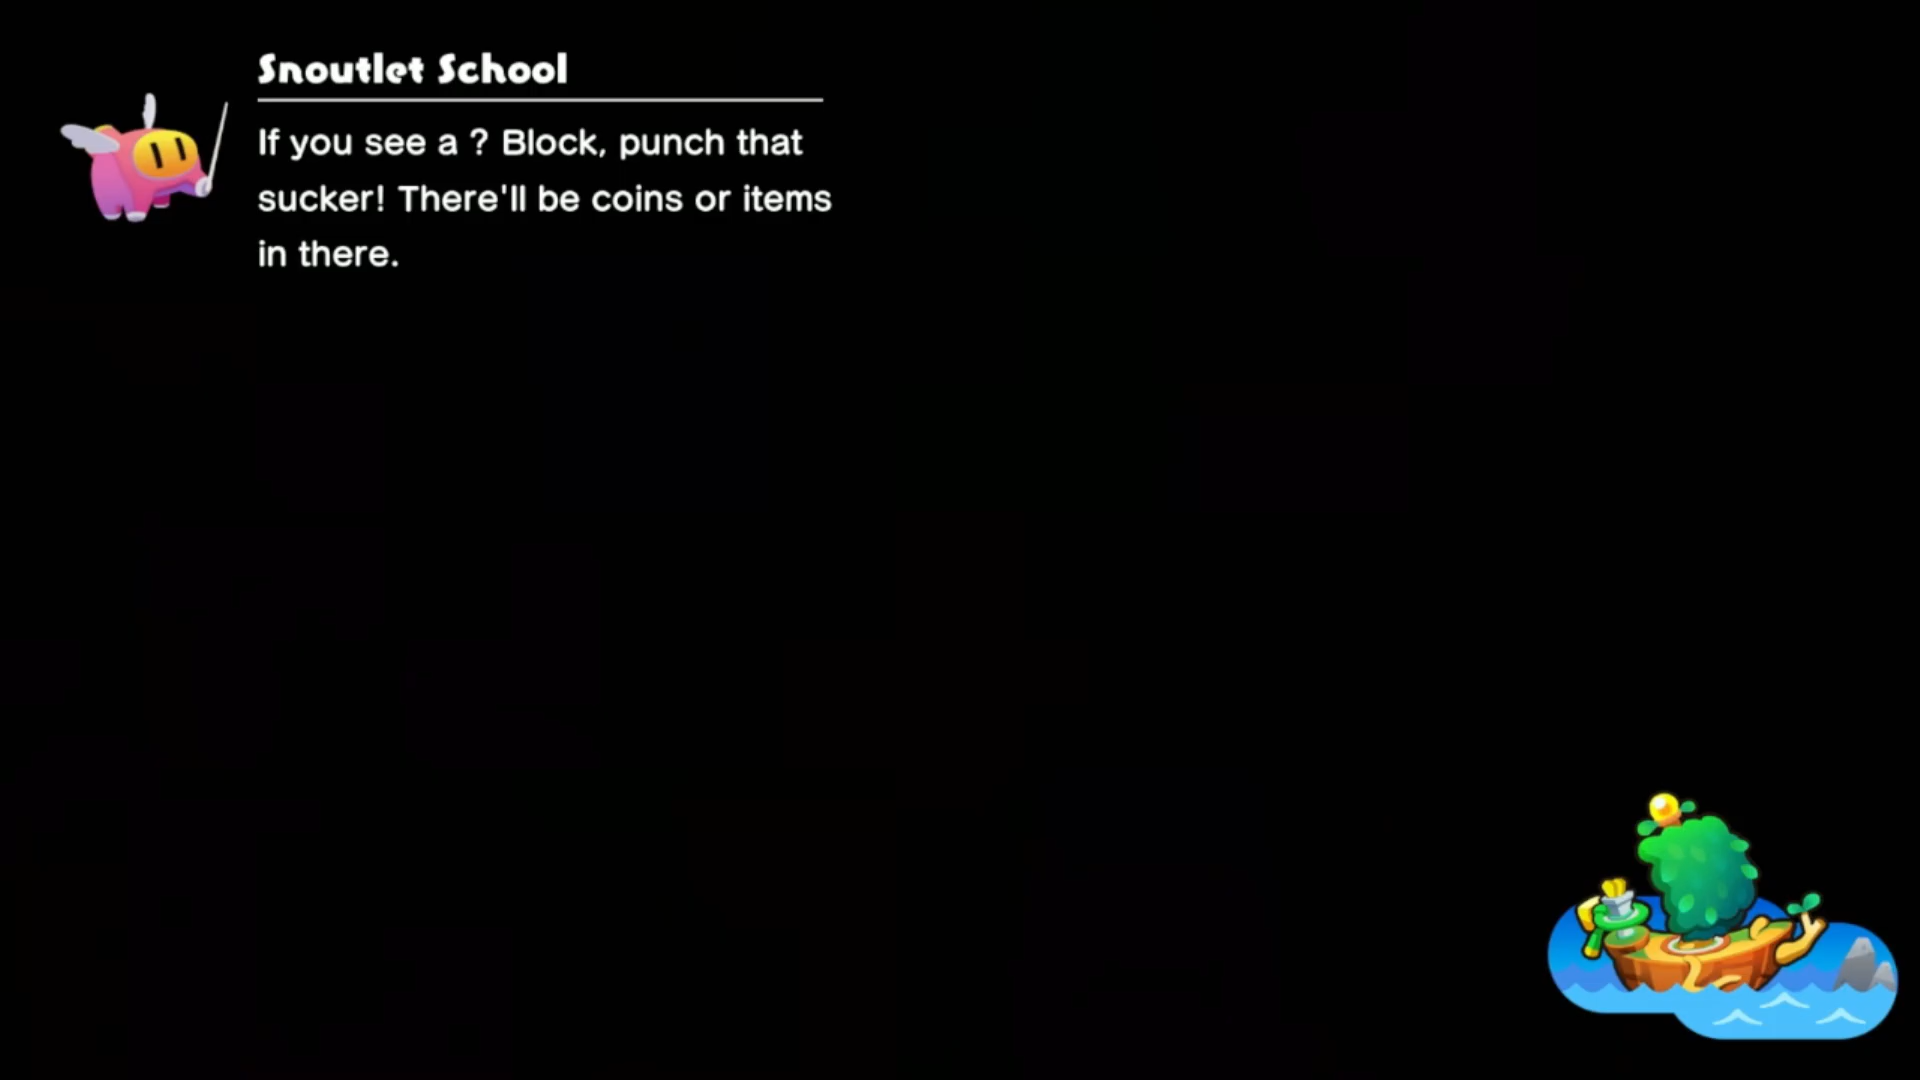 Snoutlet School
If you see a ? Block, punch that
sucker! There'll be coins or items
in there.